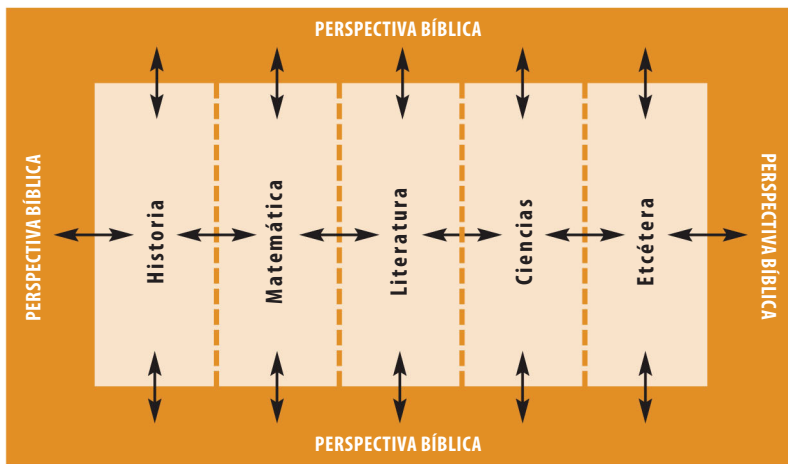 PERSPECTIVA BÍBLICA
PERSPECTIVA BÍBLICA
Historia
Matemática
Literatura
Ciencias
Etcétera
PERSPECTIVA BÍBLICA
PERSPECTIVA BÍBLICA